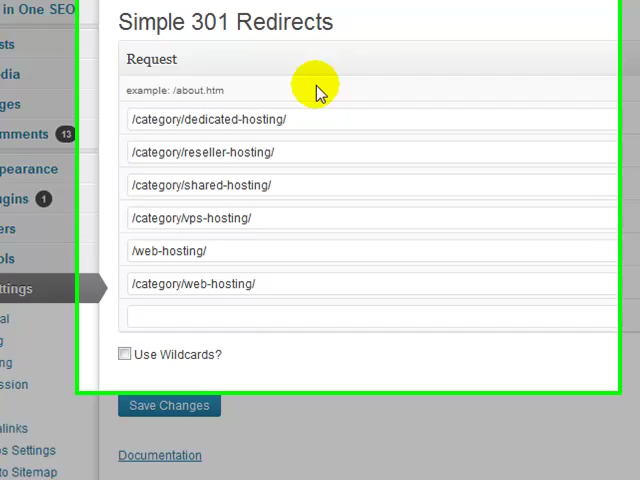 in One SEO
Simple 301 Redirects
sts
Request
dia
example: /about.htm
ges
/category/dedicated-hosting/
mments 13
/category/reseller-hosting/
pearance
/category/shared-hosting/
gins 1
/category/vps-hosting/
ers
/web-hosting/
ols
/category/web-hosting/
ttings
al
g
Use Wildcards?
ng
ssion
Save Changes
alinks
s Settings
Documentation
to Sitemap